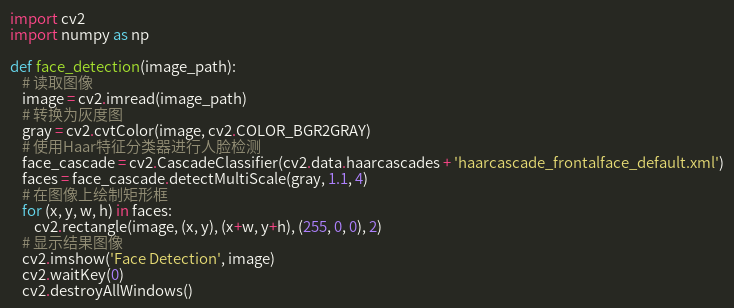 import cv2
import numpy as np
def face_detection(image_path):
# 读取图像
image = cv2.imread(image_path)
# 转换为灰度图
gray = cv2.cvtColor(image, cv2.COLOR_BGR2GRAY)
# 使用Haar特征分类器进行人脸检测
face_cascade = cv2.CascadeClassifier(cv2.data.haarcascades + 'haarcascade_frontalface_default.xml')
faces = face_cascade.detectMultiScale(gray, 1.1, 4)
# 在图像上绘制矩形框
for (x, y, w, h) in faces:
cv2.rectangle(image, (x, y), (x+w, y+h), (255, 0, 0), 2)
# 显示结果图像
cv2.imshow('Face Detection', image)
cv2.waitKey(0)
cv2.destroyAllWindows()